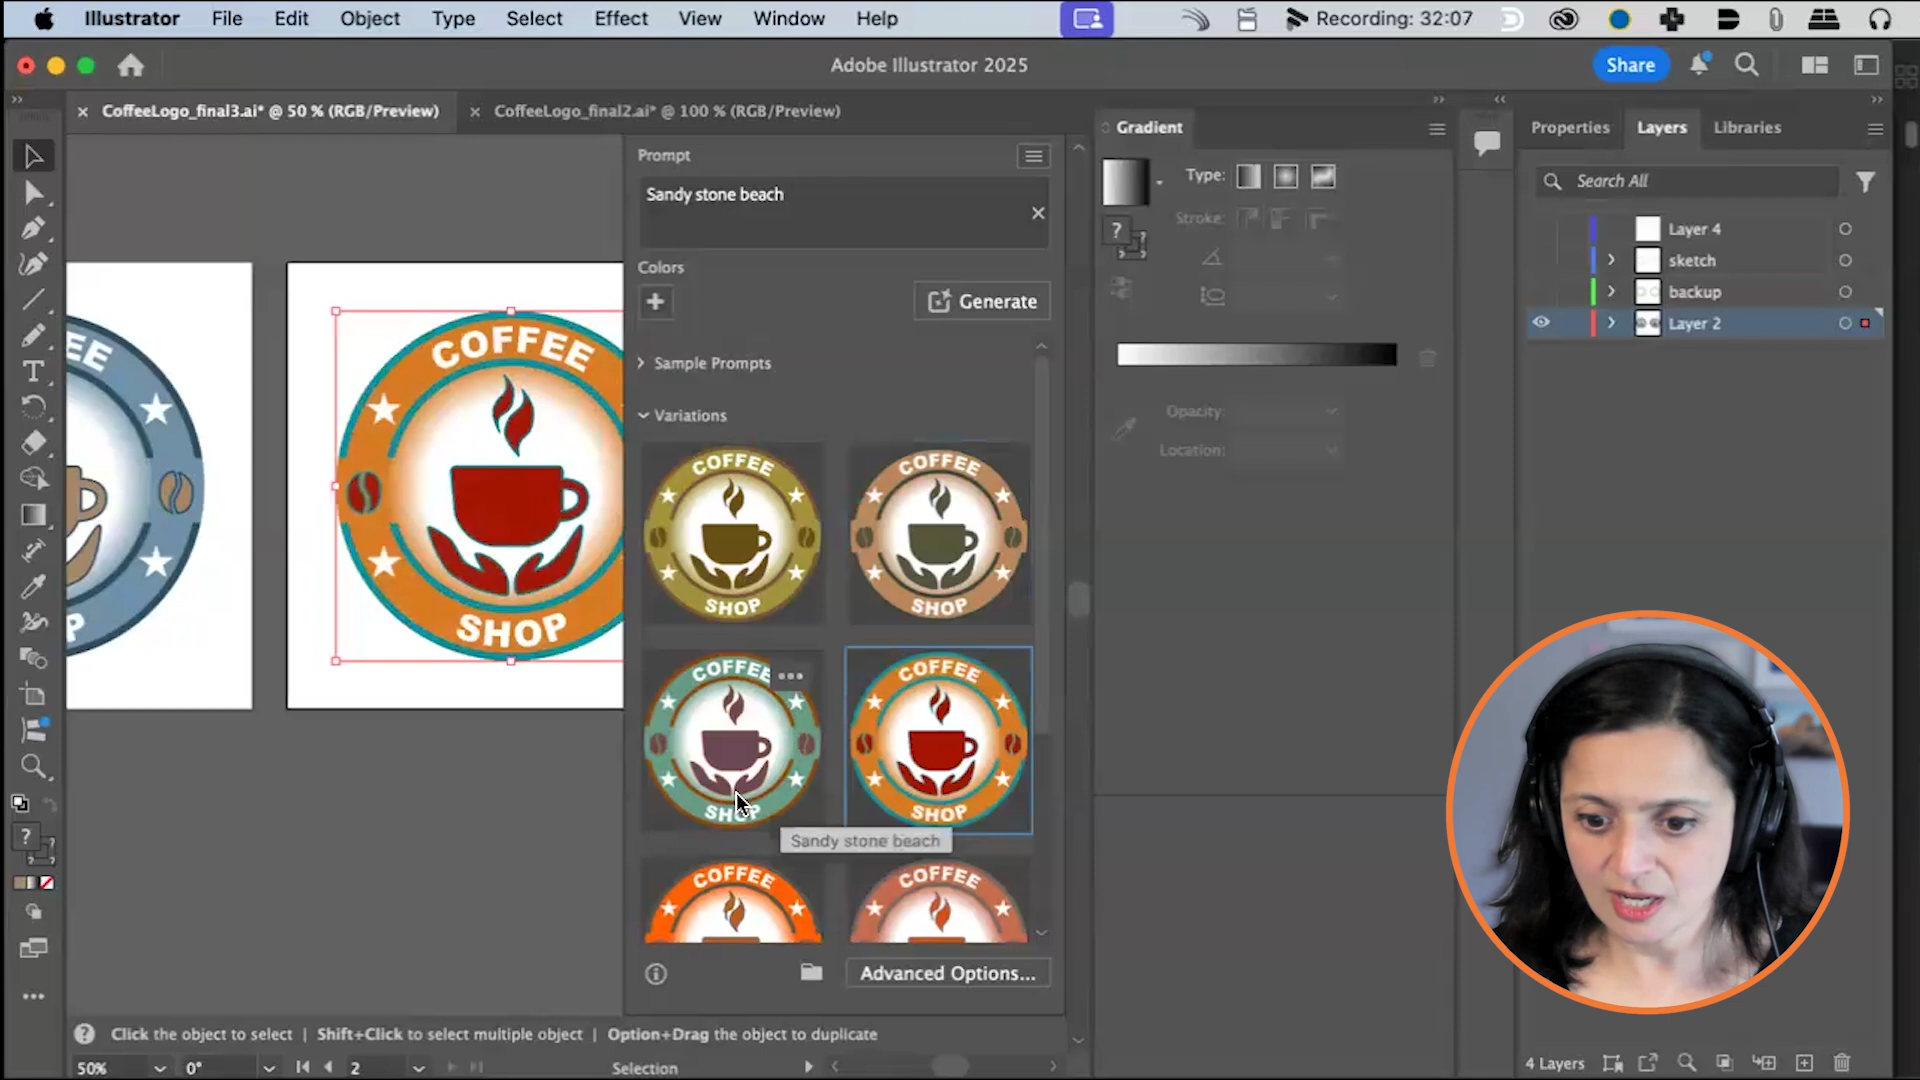 Illustrator File Edit Object Type Select Effect View Window Help Recording: 32:07
Adobe Illustrator 2025
Share
CoffeeLogo_final3.ai* @ 50 % (RGB/Preview)
CoffeeLogo_final2.ai* @ 100 % (RGB/Preview)
Prompt
Sandy stone beach
Colors
Generate
Sample Prompts
Variations
COFFEE
SHOP
COFFEE
SHOP
COFFEE
SHOP
COFFEE
SHOP
COFFEE
COFFEE
Sandy stone beach
Advanced Options...
EE
P
COFFEE
SHOP
Gradient
Type:
Stroke:
Opacity:
Location:
Properties Layers Libraries
Search All
Layer 4
sketch
backup
Layer 2
4 Layers
Click the object to select | Shift+Click to select multiple object | Option+Drag the object to duplicate
50% 0° 2 Selection